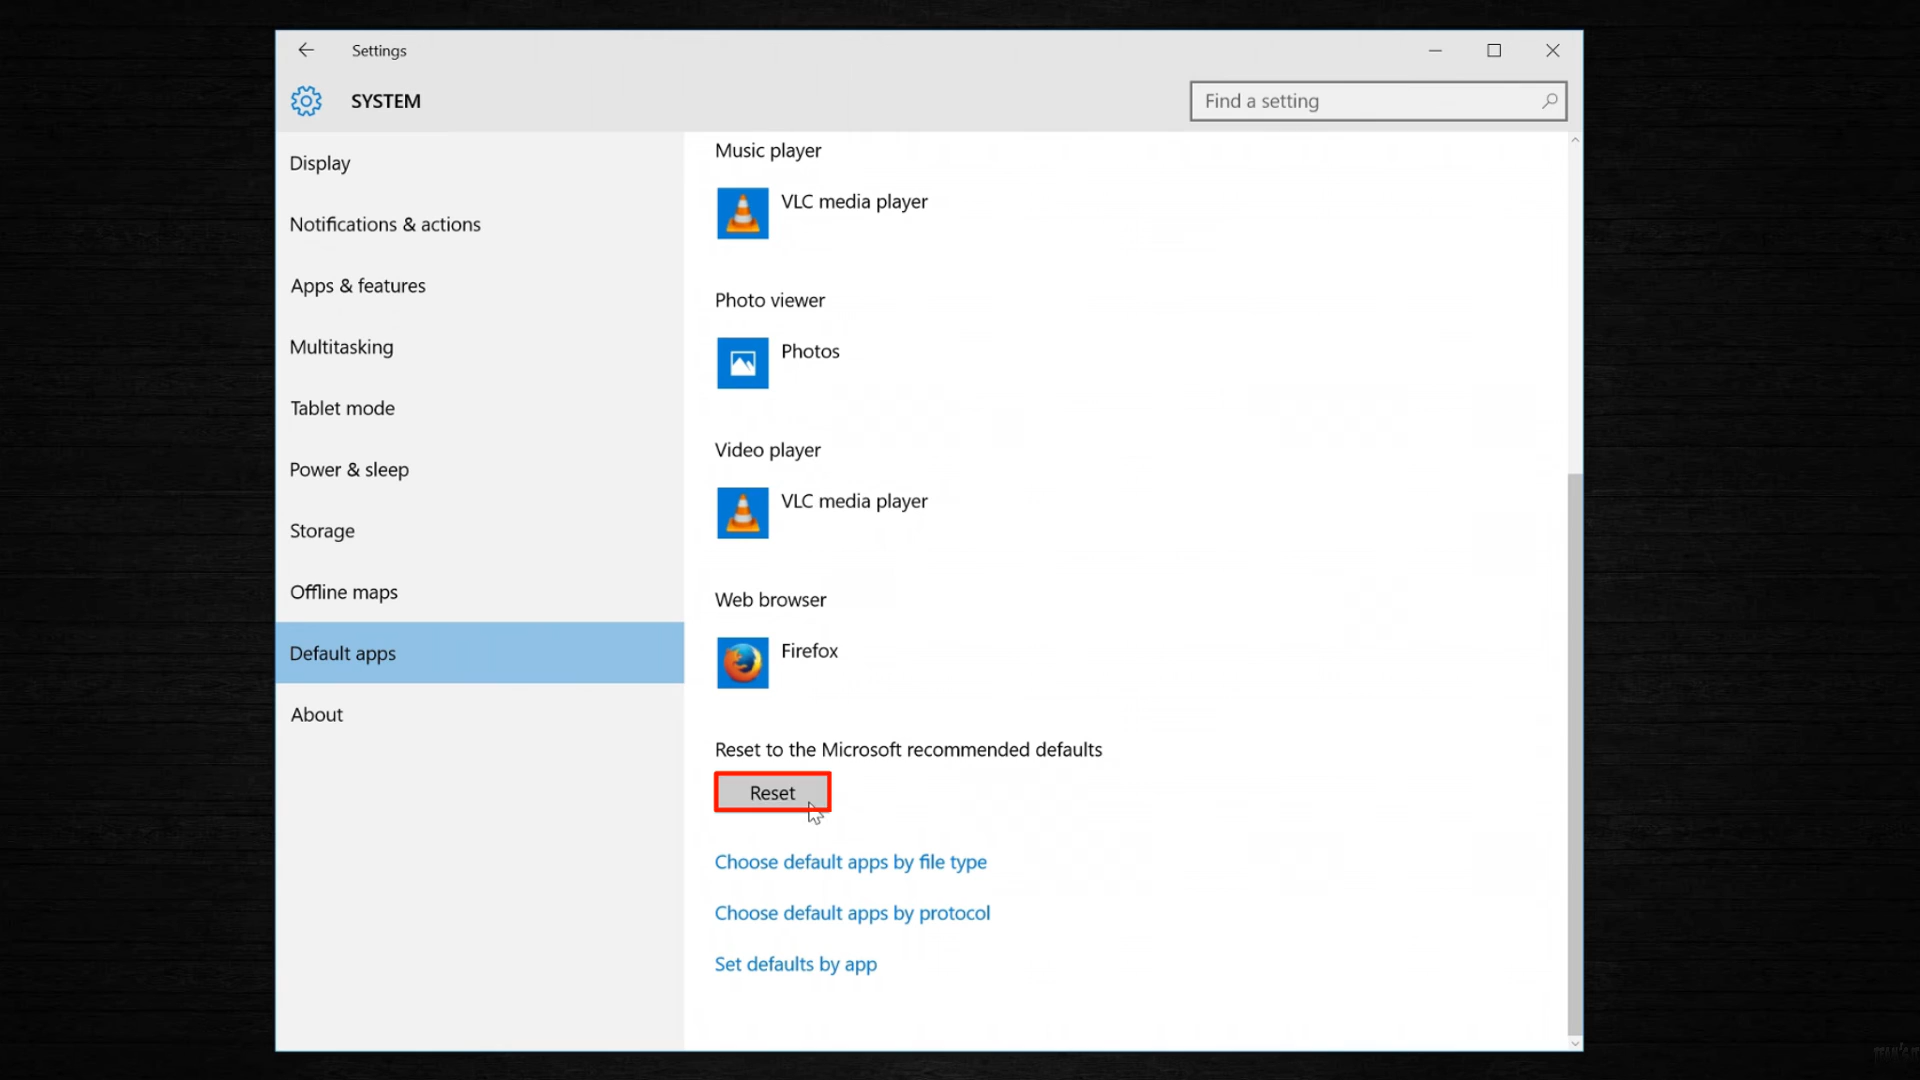 Settings
SYSTEM
Find a setting
Display
Notifications & actions
Apps & features
Multitasking
Tablet mode
Power & sleep
Storage
Offline maps
Default apps
About
Music player
VLC media player
Photo viewer
Photos
Video player
VLC media player
Web browser
Firefox
Reset to the Microsoft recommended defaults
Reset
Choose default apps by file type
Choose default apps by protocol
Set defaults by app